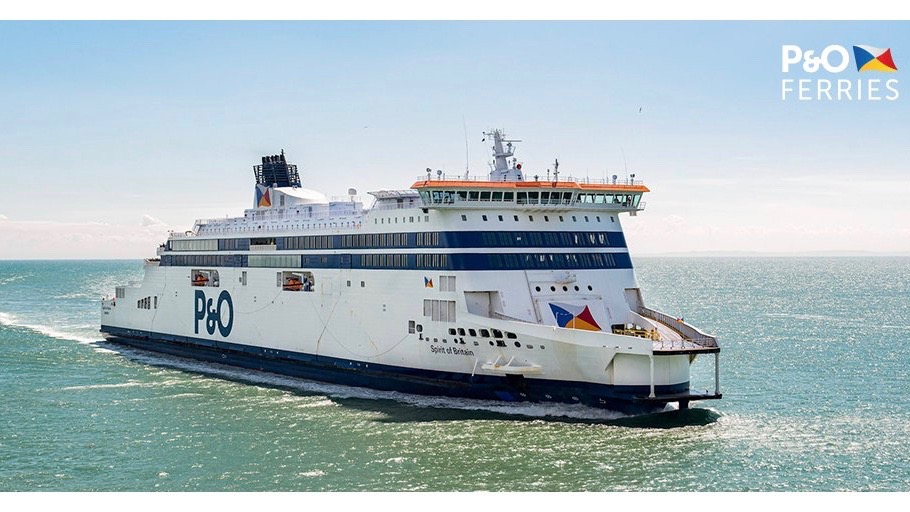 P&O
FERRIES
P&O
Spirit of Britain